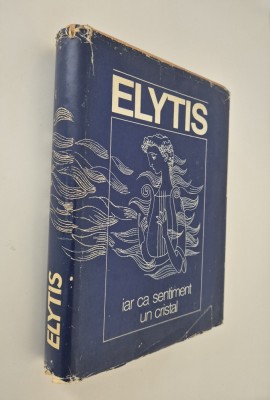 ELYTIS
iar ca sentiment
un cristal
ELYTIS